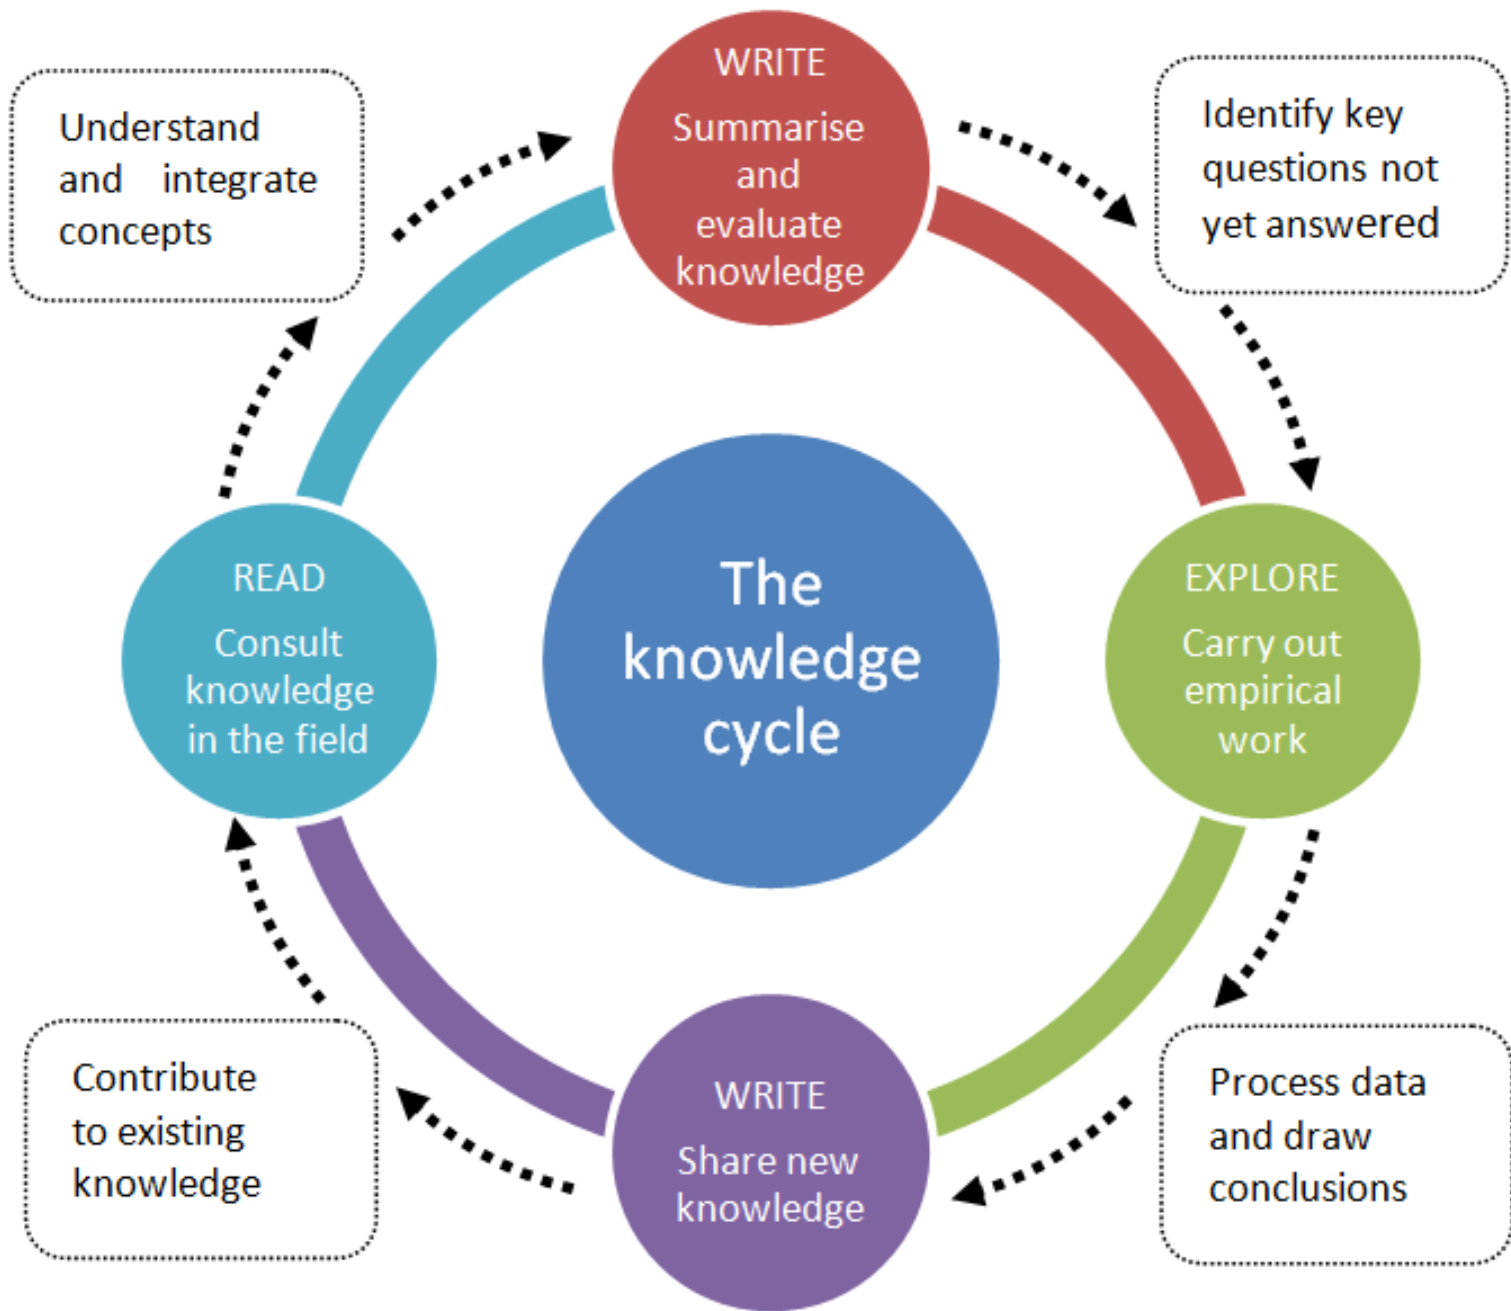 WRITE
Summarise
and
evaluate
knowledge
Identify key
questions not
yet answered
EXPLORE
Carry out
empirical
work
Process data
and draw
conclusions
WRITE
Share new
knowledge
Contribute
to existing
knowledge
READ
Consult
knowledge
in the field
Understand
and integrate
concepts
The
knowledge
cycle